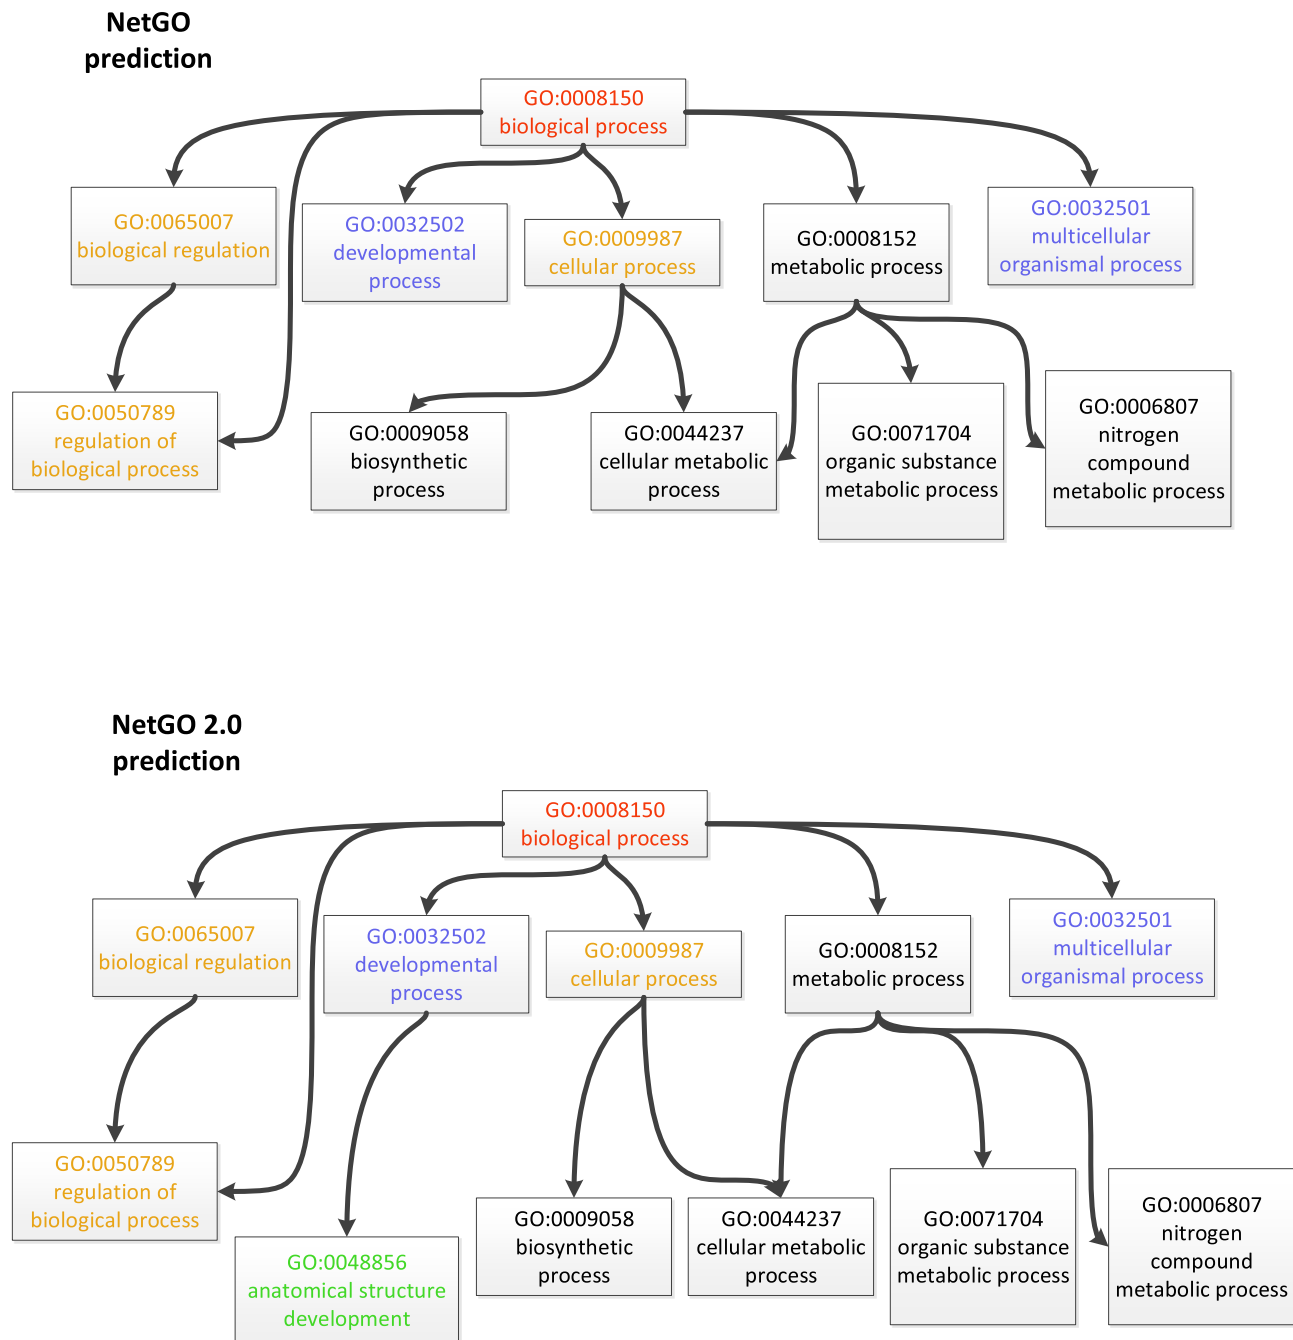 NetGO
prediction
GO:0008150
biological process
GO:0065007
biological regulation
GO:0032502
developmental
process
GO:0009987
cellular process
GO:0008152
metabolic process
GO:0032501
multicellular
organismal process
GO:0050789
regulation of
biological process
GO:0009058
biosynthetic
process
GO:0044237
cellular metabolic
process
GO:0071704
organic substance
metabolic process
GO:0006807
nitrogen
compound
metabolic process
NetGO 2.0
prediction
GO:0008150
biological process
GO:0065007
biological regulation
GO:0032502
developmental
process
GO:0009987
cellular process
GO:0008152
metabolic process
GO:0032501
multicellular
organismal process
GO:0050789
regulation of
biological process
GO:0048856
anatomical structure
development
GO:0009058
biosynthetic
process
GO:0044237
cellular metabolic
process
GO:0071704
organic substance
metabolic process
GO:0006807
nitrogen
compound
metabolic process